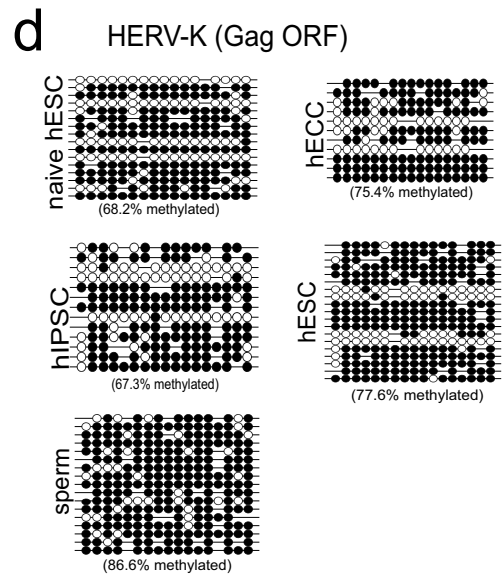 d
HERV-K (Gag ORF)
naive hESC
(68.2% methylated)
hECC
(75.4% methylated)
hIPSC
(67.3% methylated)
hESC
(77.6% methylated)
sperm
(86.6% methylated)